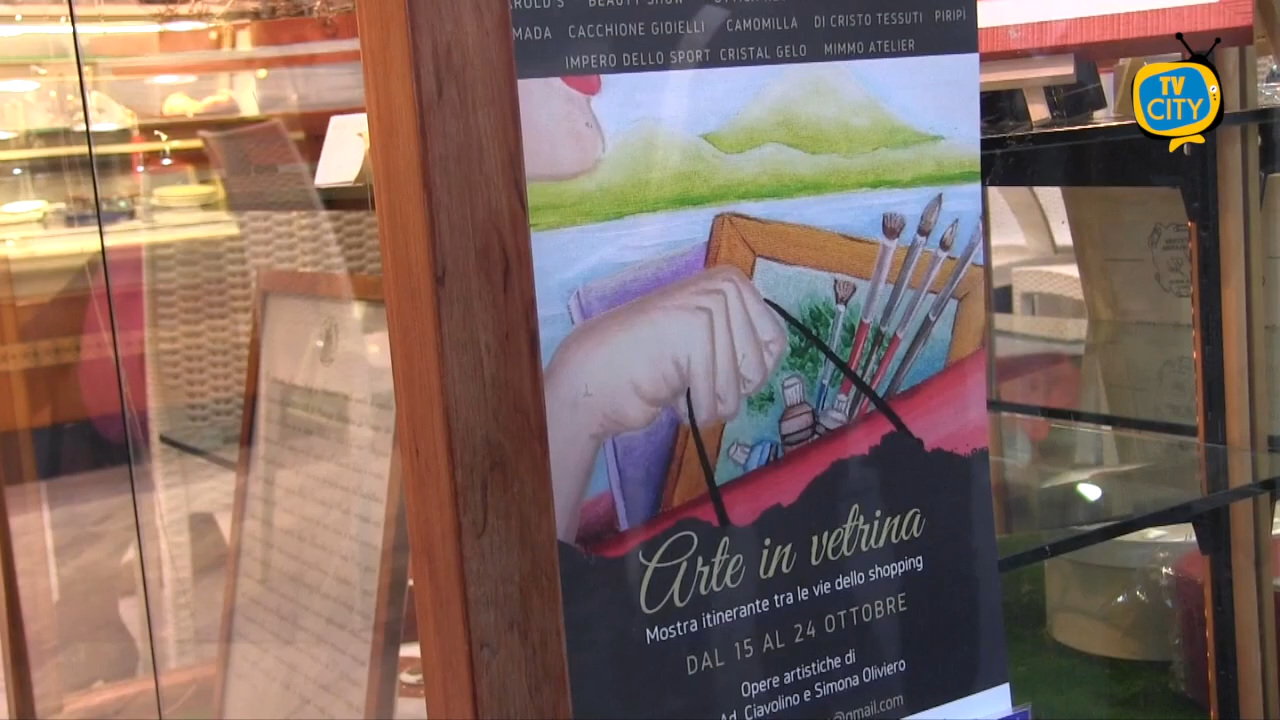 BEAUTY SHOW
CACCHIONE GIOIELLI CAMOMILLA DI CRISTO TESSUTI PIRIPÌ
IMPERO DELLO SPORT CRISTAL GELO MIMMO ATELIER
TV
CITY
Arte in vetrina
Mostra itinerante tra le vie dello shopping
DAL 15 AL 24 OTTOBRE
Opere artistiche di
Ad. Ciavolino e Simona Oliviero
@gmail.com